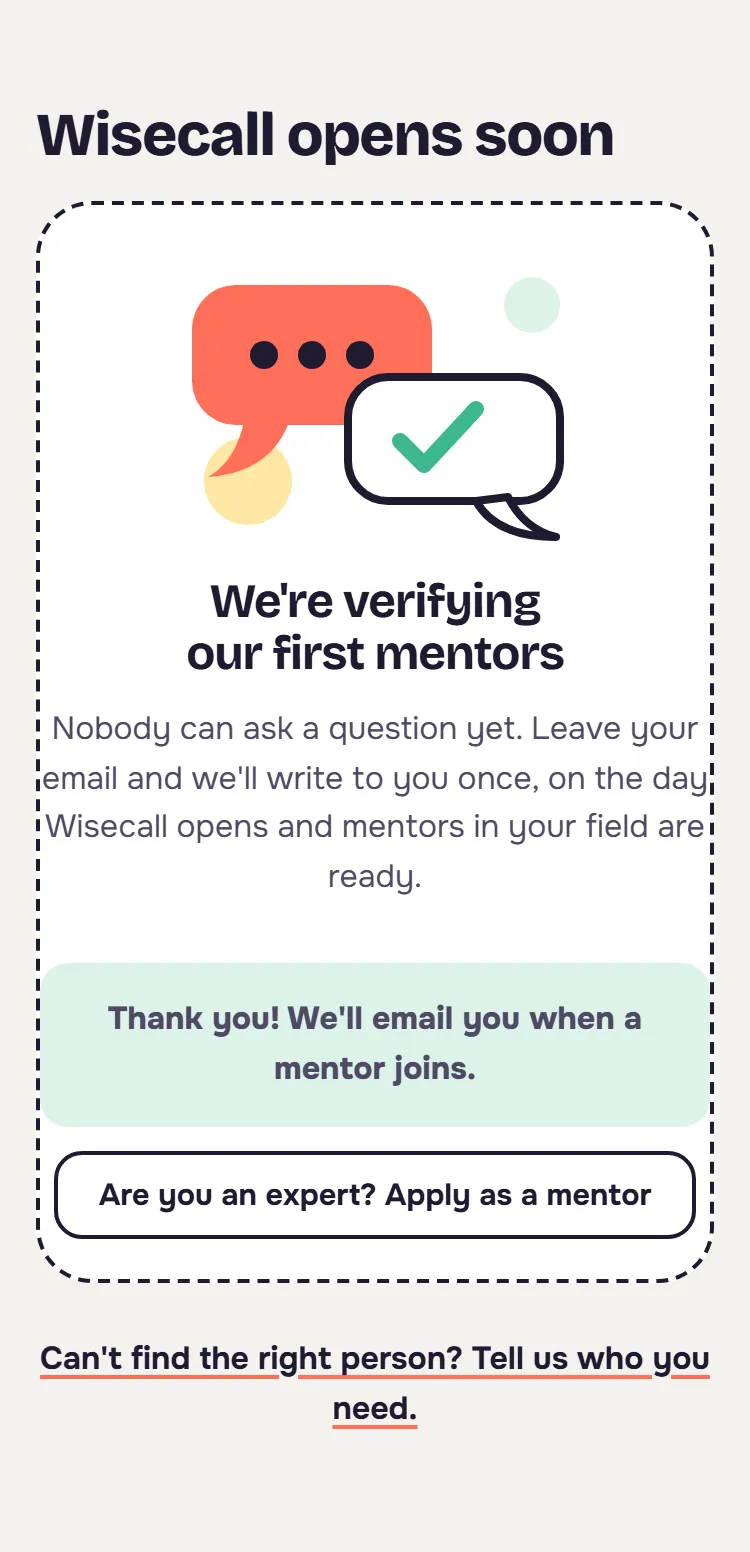 Wisecall opens soon
We're verifying
our first mentors
Nobody can ask a question yet. Leave your
email and we'll write to you once, on the day
Wisecall opens and mentors in your field are
ready.
Thank you! We'll email you when a
mentor joins.
Are you an expert? Apply as a mentor
Can't find the right person? Tell us who you
need.